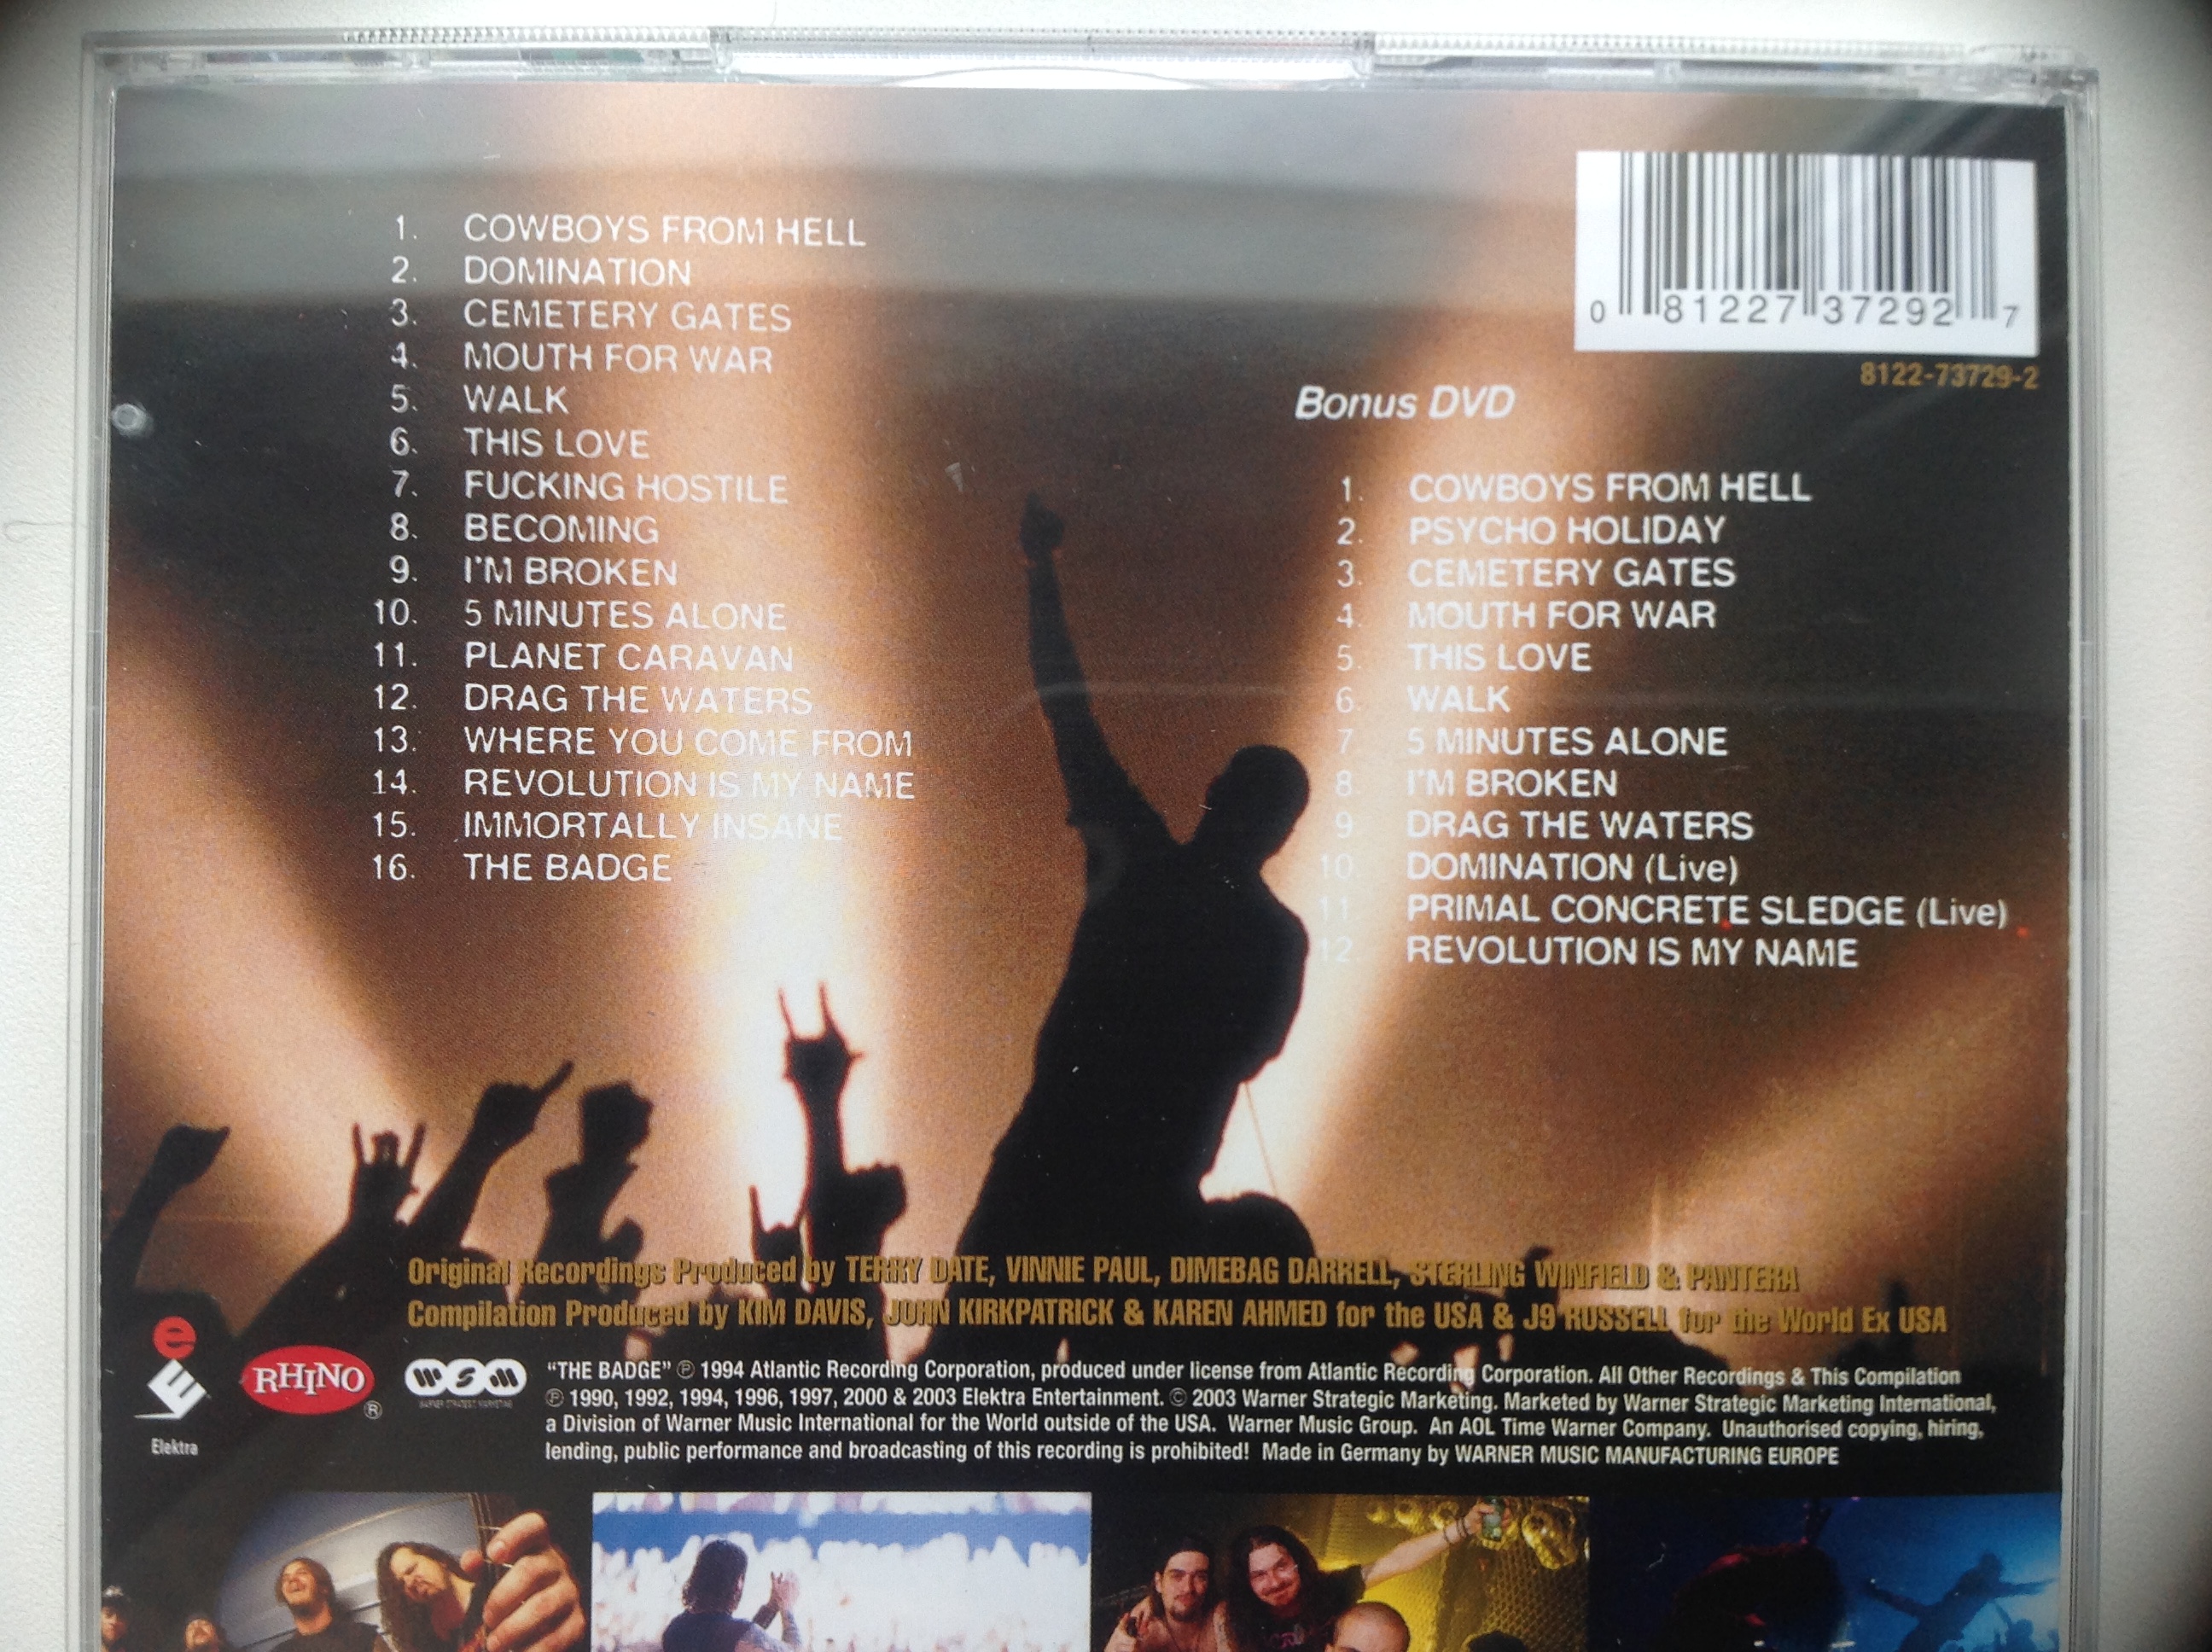 1. COWBOYS FROM HELL
2. DOMINATION
3. CEMETERY GATES
4. MOUTH FOR WAR
5. WALK
6. THIS LOVE
7. FUCKING HOSTILE
8. BECOMING
9. I'M BROKEN
10. 5 MINUTES ALONE
11. PLANET CARAVAN
12. DRAG THE WATERS
13. WHERE YOU COME FROM
14. REVOLUTION IS MY NAME
15. IMMORTALLY INSANE
16. THE BADGE
0 81227 37292 7
8122-73729-2
Bonus DVD
1. COWBOYS FROM HELL
2. PSYCHO HOLIDAY
3. CEMETERY GATES
4. MOUTH FOR WAR
5. THIS LOVE
6. WALK
7 5 MINUTES ALONE
8 I'M BROKEN
9 DRAG THE WATERS
10 DOMINATION (Live)
11 PRIMAL CONCRETE SLEDGE (Live)
12. REVOLUTION IS MY NAME
Original Recordings Produced by TERRY DATE, VINNIE PAUL, DIMEBAG DARRELL, STERLING WINFIELD & PANTERA
Compilation Produced by KIM DAVIS, JOHN KIRKPATRICK & KAREN AHMED for the USA & J9 RUSSELL for the World Ex USA
e
Elektra
RHINO ®
WSM
WARNER STRATEGIC MARKETING
"THE BADGE" ℗ 1994 Atlantic Recording Corporation, produced under license from Atlantic Recording Corporation. All Other Recordings & This Compilation
℗ 1990, 1992, 1994, 1996, 1997, 2000 & 2003 Elektra Entertainment. © 2003 Warner Strategic Marketing. Marketed by Warner Strategic Marketing International,
a Division of Warner Music International for the World outside of the USA. Warner Music Group. An AOL Time Warner Company. Unauthorised copying, hiring,
lending, public performance and broadcasting of this recording is prohibited! Made in Germany by WARNER MUSIC MANUFACTURING EUROPE